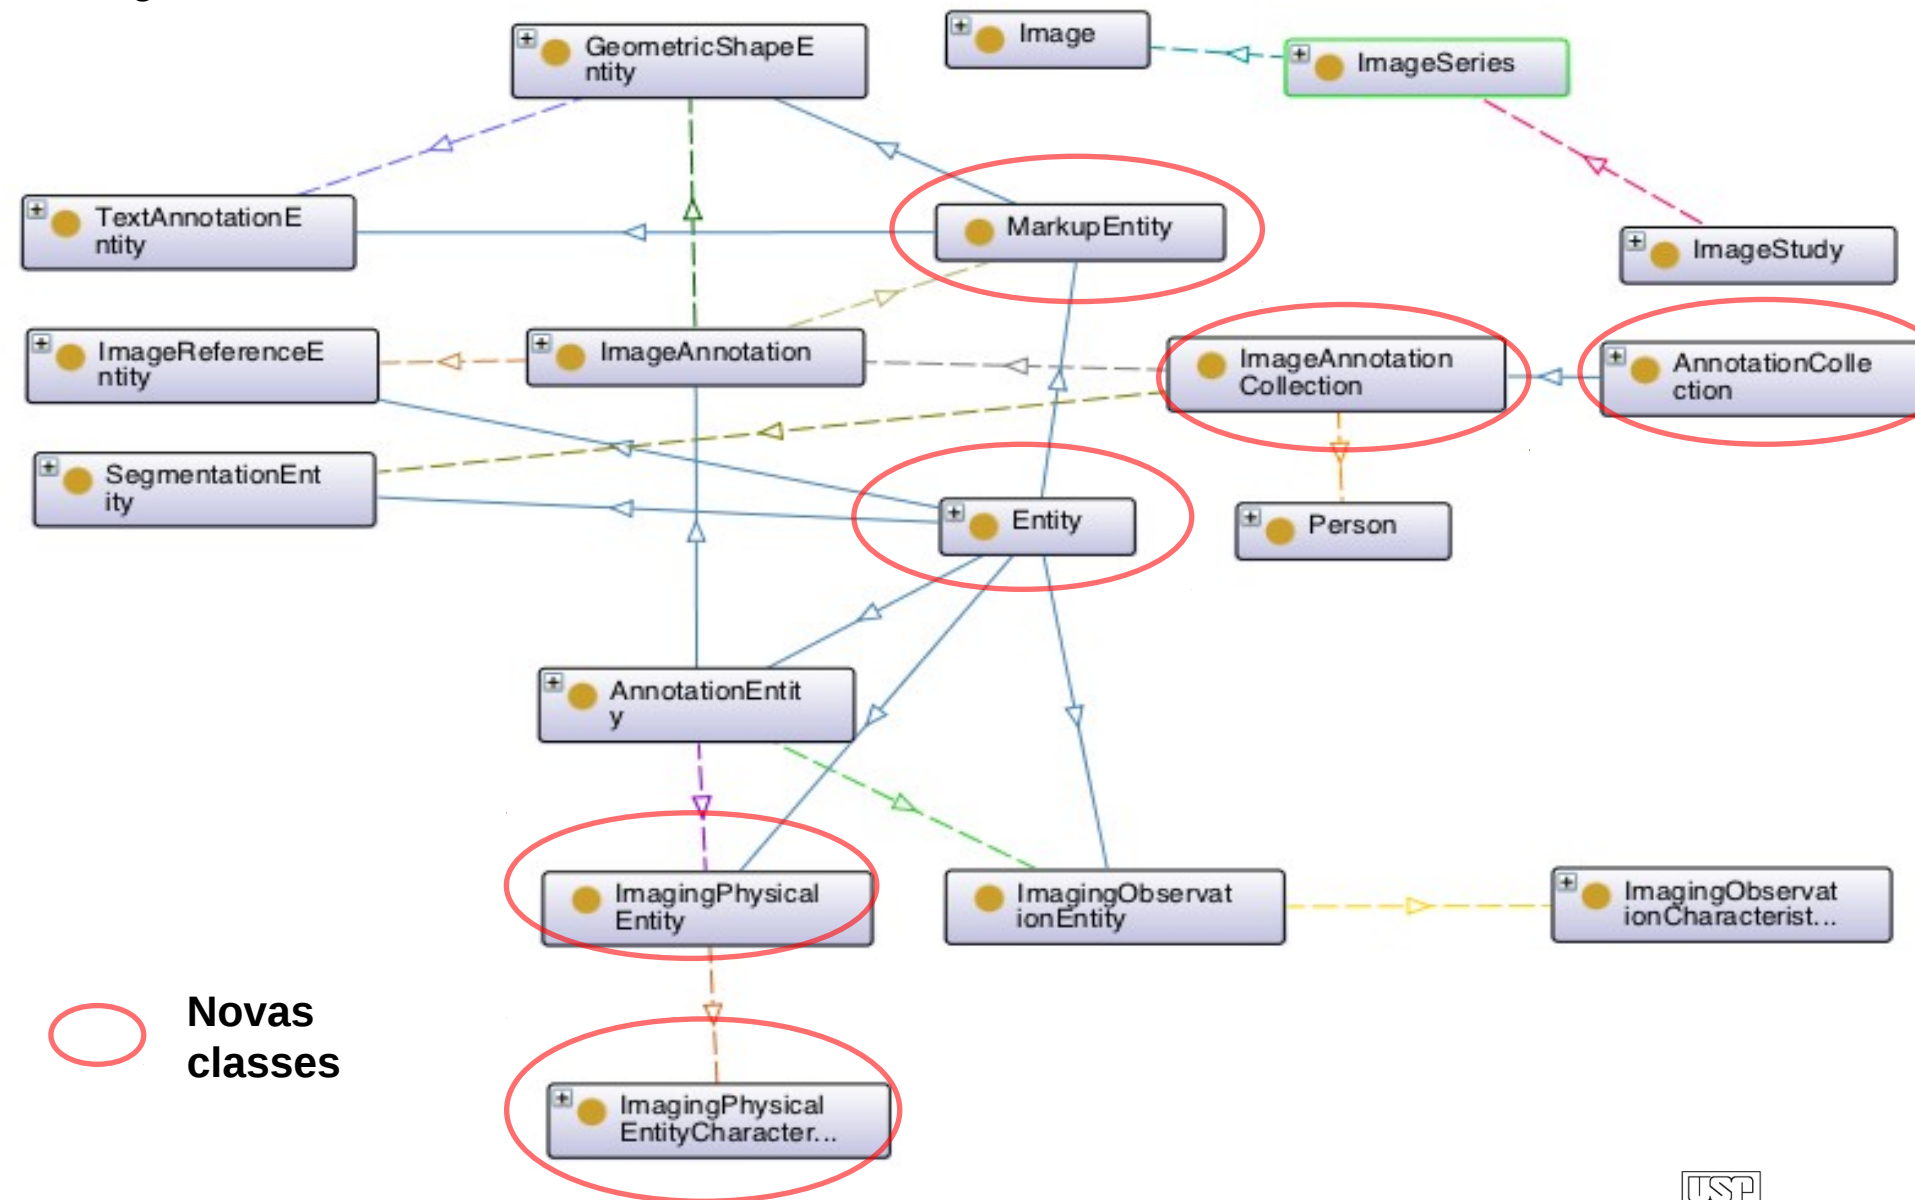 GeometricShapeE
ntity
Image
ImageSeries
TextAnnotationE
ntity
MarkupEntity
ImageStudy
ImageReferenceE
ntity
ImageAnnotation
ImageAnnotation
Collection
AnnotationColle
ction
SegmentationEnt
ity
Entity
Person
AnnotationEntit
y
ImagingPhysical
Entity
ImagingObservat
ionEntity
ImagingObservat
ionCharacterist...
Novas
classes
ImagingPhysical
EntityCharacter...
USP